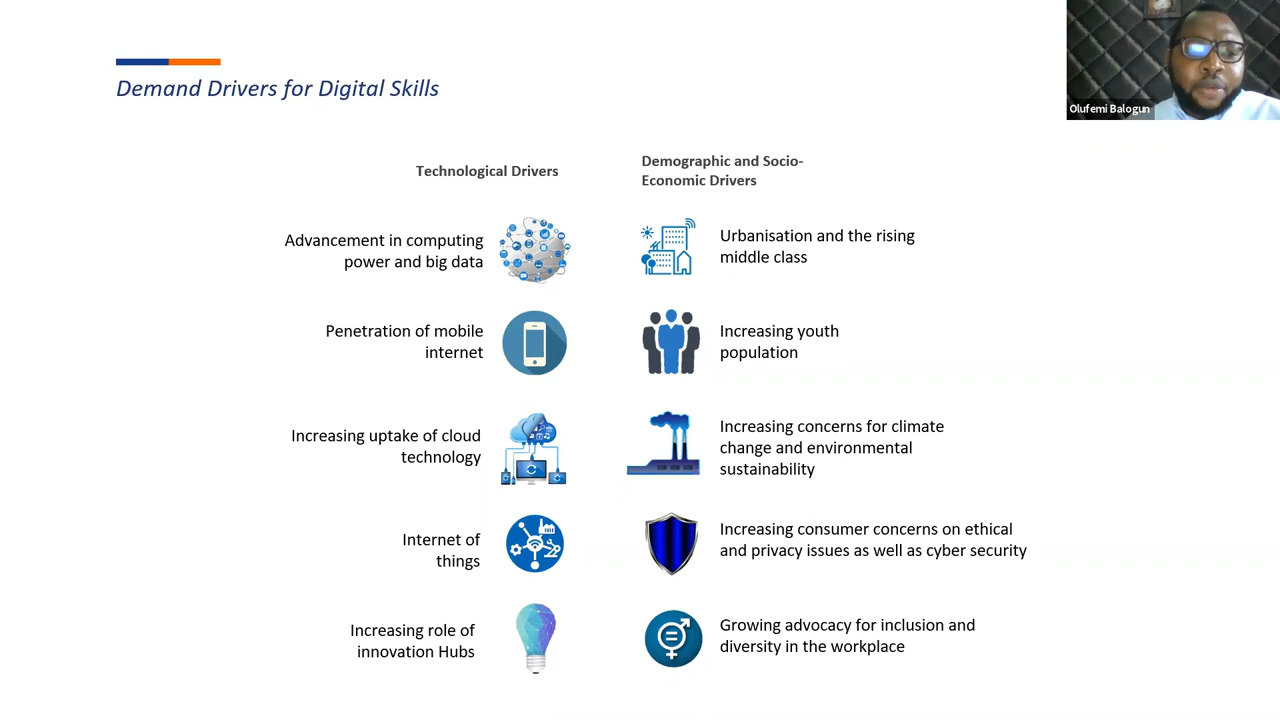 Demand Drivers for Digital Skills
Olufemi Balogun
Technological Drivers
Advancement in computing
power and big data
Penetration of mobile
internet
Increasing uptake of cloud
technology
Internet of
things
Increasing role of
innovation Hubs
Demographic and Socio-
Economic Drivers
Urbanisation and the rising
middle class
Increasing youth
population
Increasing concerns for climate
change and environmental
sustainability
Increasing consumer concerns on ethical
and privacy issues as well as cyber security
Growing advocacy for inclusion and
diversity in the workplace